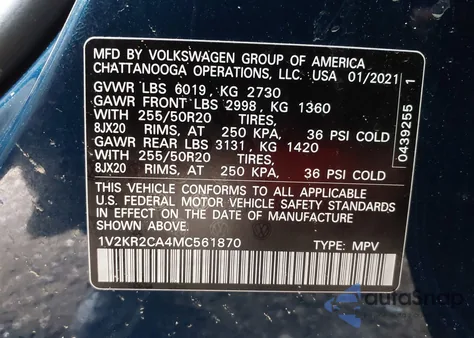 MFD BY VOLKSWAGEN GROUP OF AMERICA
CHATTANOOGA OPERATIONS, LLC. USA 01/2021
GVWR LBS 6019, KG 2730
GAWR FRONT LBS 2998, KG 1360
WITH 255/50R20 TIRES,
8JX20 RIMS, AT 250 KPA, 36 PSI COLD
GAWR REAR LBS 3131, KG 1420
WITH 255/50R20 TIRES,
8JX20 RIMS, AT 250 KPA, 36 PSI COLD
THIS VEHICLE CONFORMS TO ALL APPLICABLE
U.S. FEDERAL MOTOR VEHICLE SAFETY STANDARDS
IN EFFECT ON THE DATE OF MANUFACTURE
SHOWN ABOVE.
1V2KR2CA4MC561870 TYPE: MPV
0439255 1
autoSnap